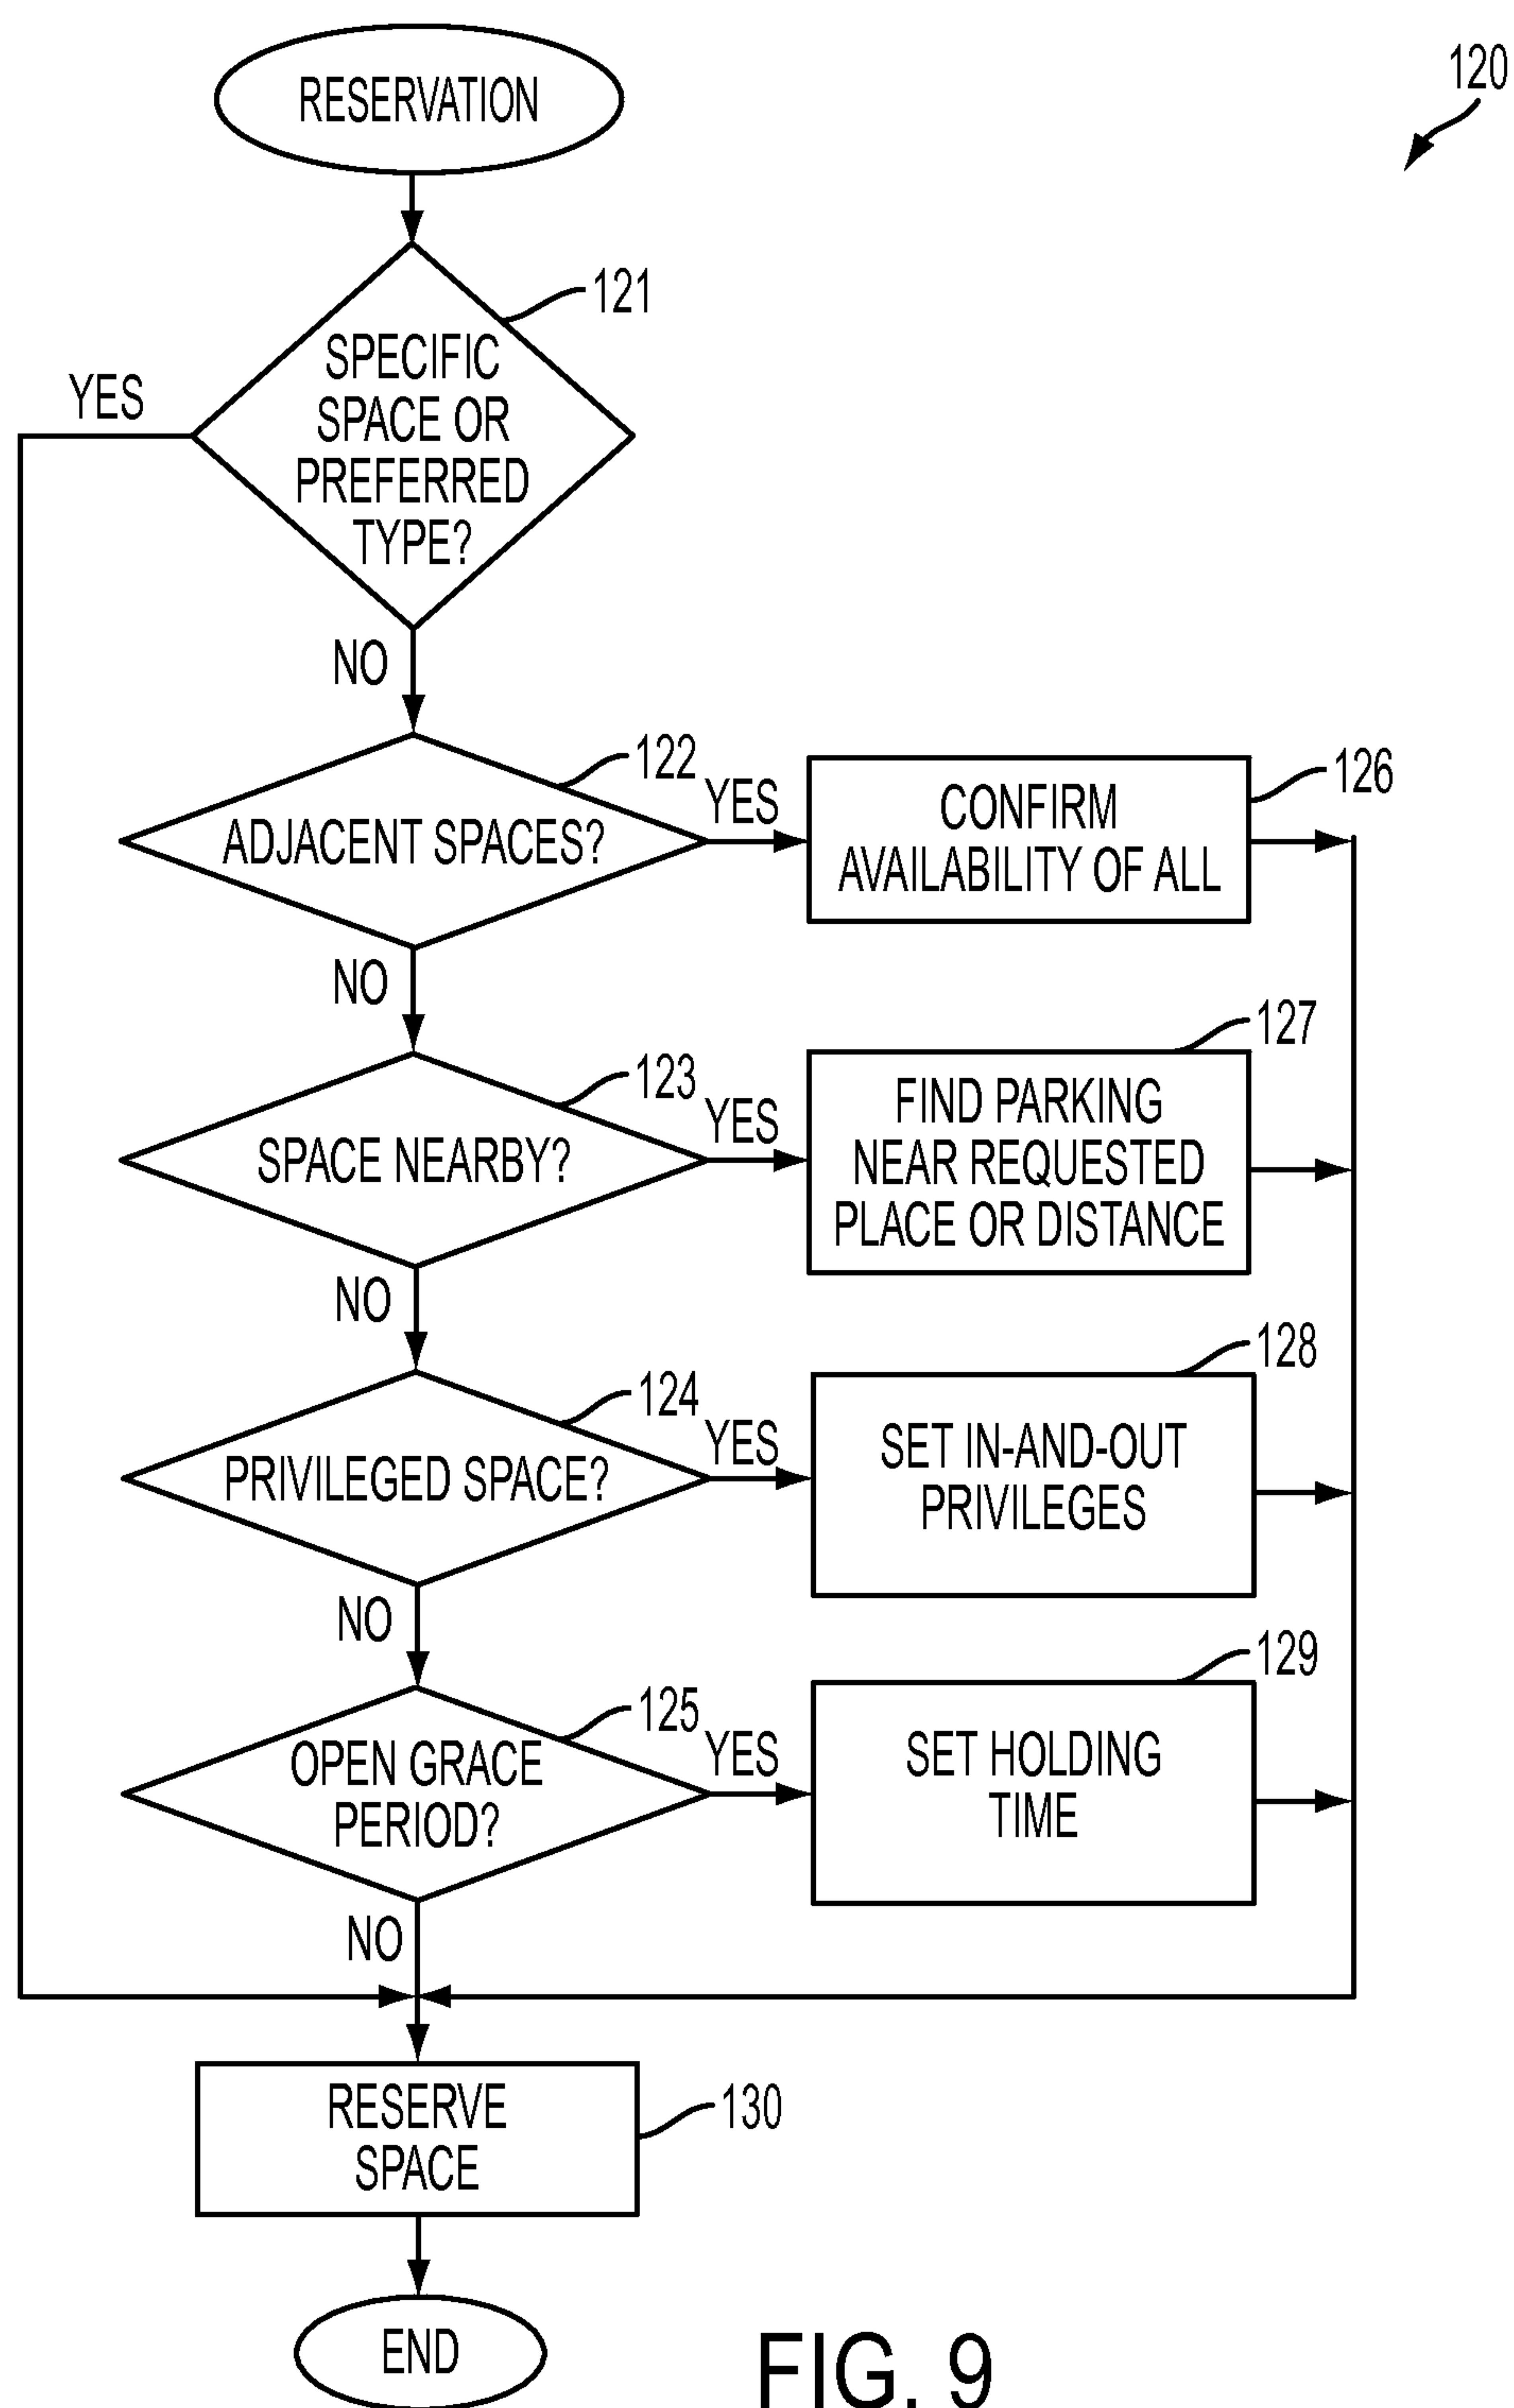 RESERVATION
120
121
SPECIFIC
SPACE OR
PREFERRED
TYPE?
YES
NO
122
ADJACENT SPACES?
YES
CONFIRM
AVAILABILITY OF ALL
126
NO
123
SPACE NEARBY?
YES
FIND PARKING
NEAR REQUESTED
PLACE OR DISTANCE
127
NO
124
PRIVILEGED SPACE?
YES
SET IN-AND-OUT
PRIVILEGES
128
NO
125
OPEN GRACE
PERIOD?
YES
SET HOLDING
TIME
129
NO
RESERVE
SPACE
130
END
FIG. 9